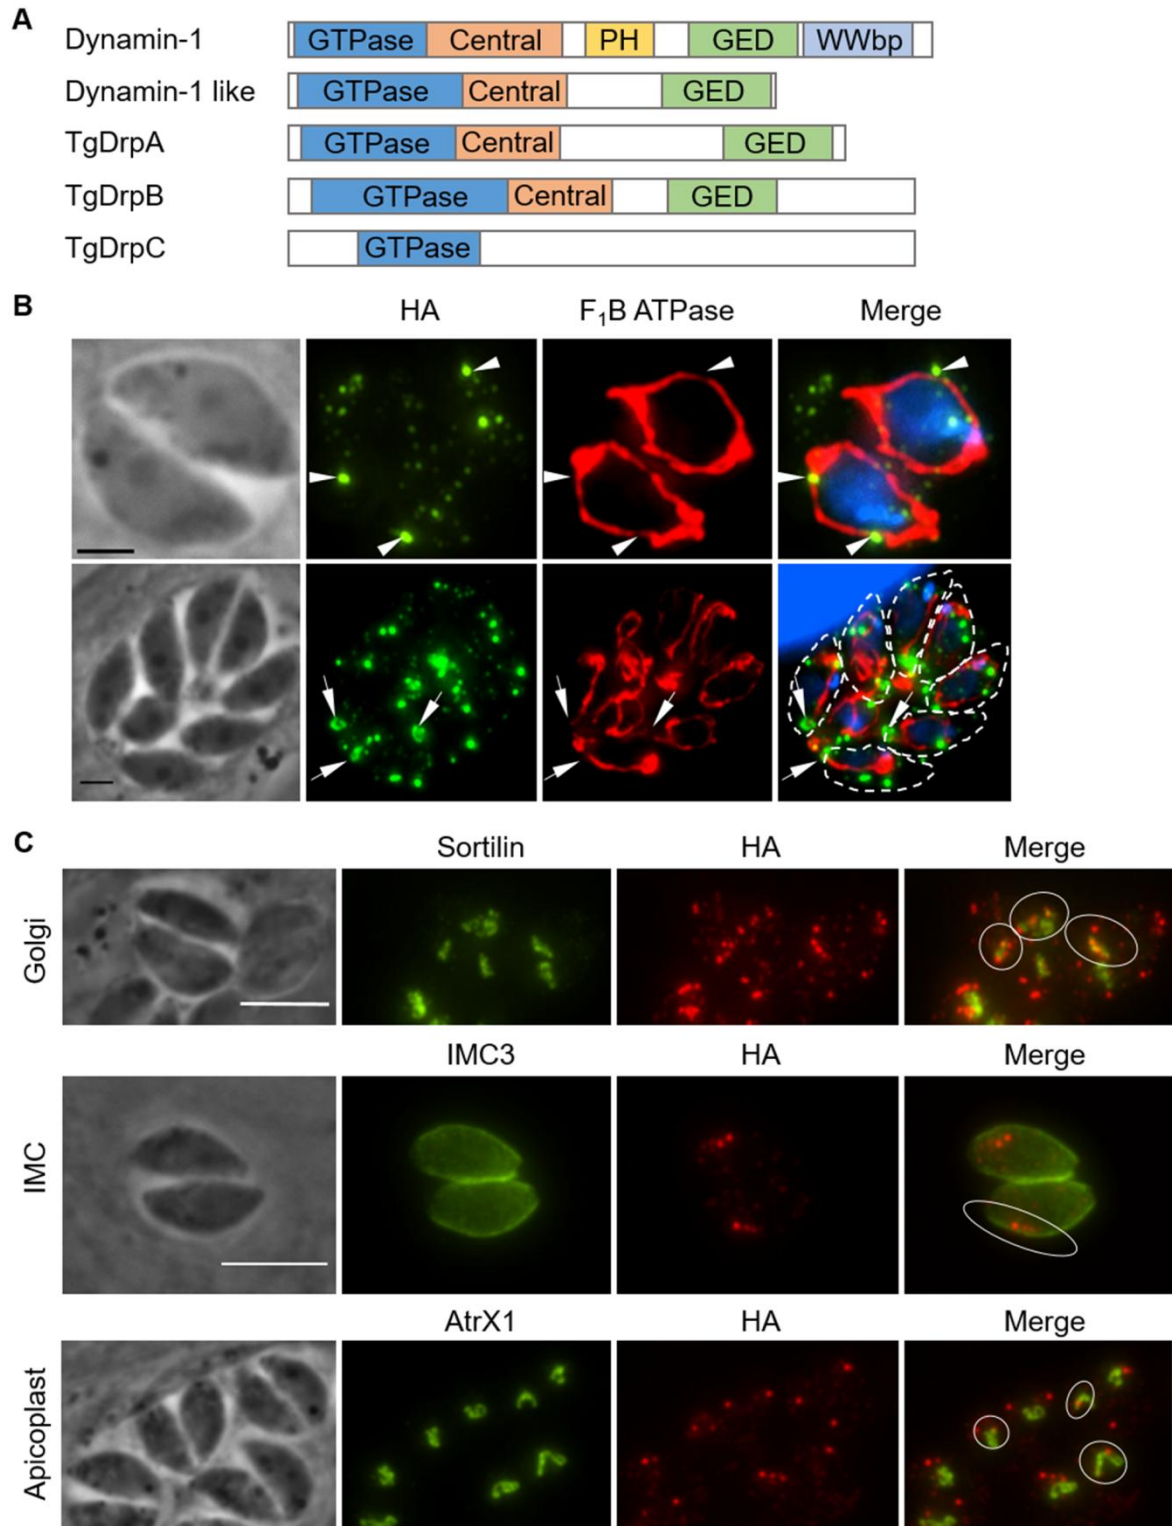 A
Dynamin-1
GTPase Central PH GED WWbp
Dynamin-1 like
GTPase Central GED
TgDrpA
GTPase Central GED
TgDrpB
GTPase Central GED
TgDrpC
GTPase
B
HA F₁B ATPase Merge
C
Sortilin HA Merge
Golgi
IMC3 HA Merge
IMC
AtrX1 HA Merge
Apicoplast